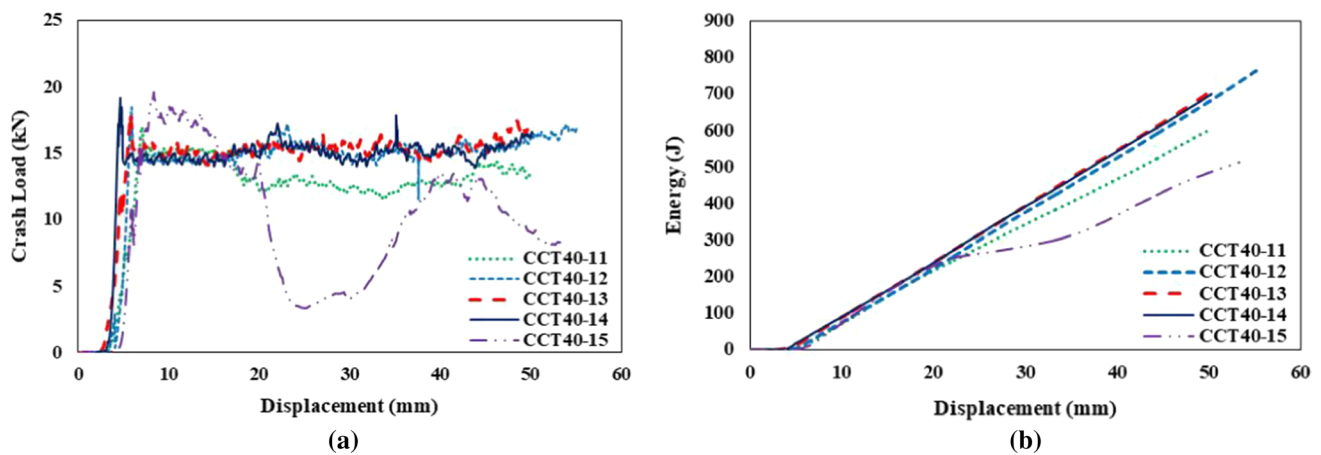 25
20
15
10
5
0
Crash Load (kN)
0 10 20 30 40 50 60
Displacement (mm)
CCT40-11
CCT40-12
CCT40-13
CCT40-14
CCT40-15
(a)
900
800
700
600
500
400
300
200
100
0
Energy (J)
0 10 20 30 40 50 60
Displacement (mm)
CCT40-11
CCT40-12
CCT40-13
CCT40-14
CCT40-15
(b)